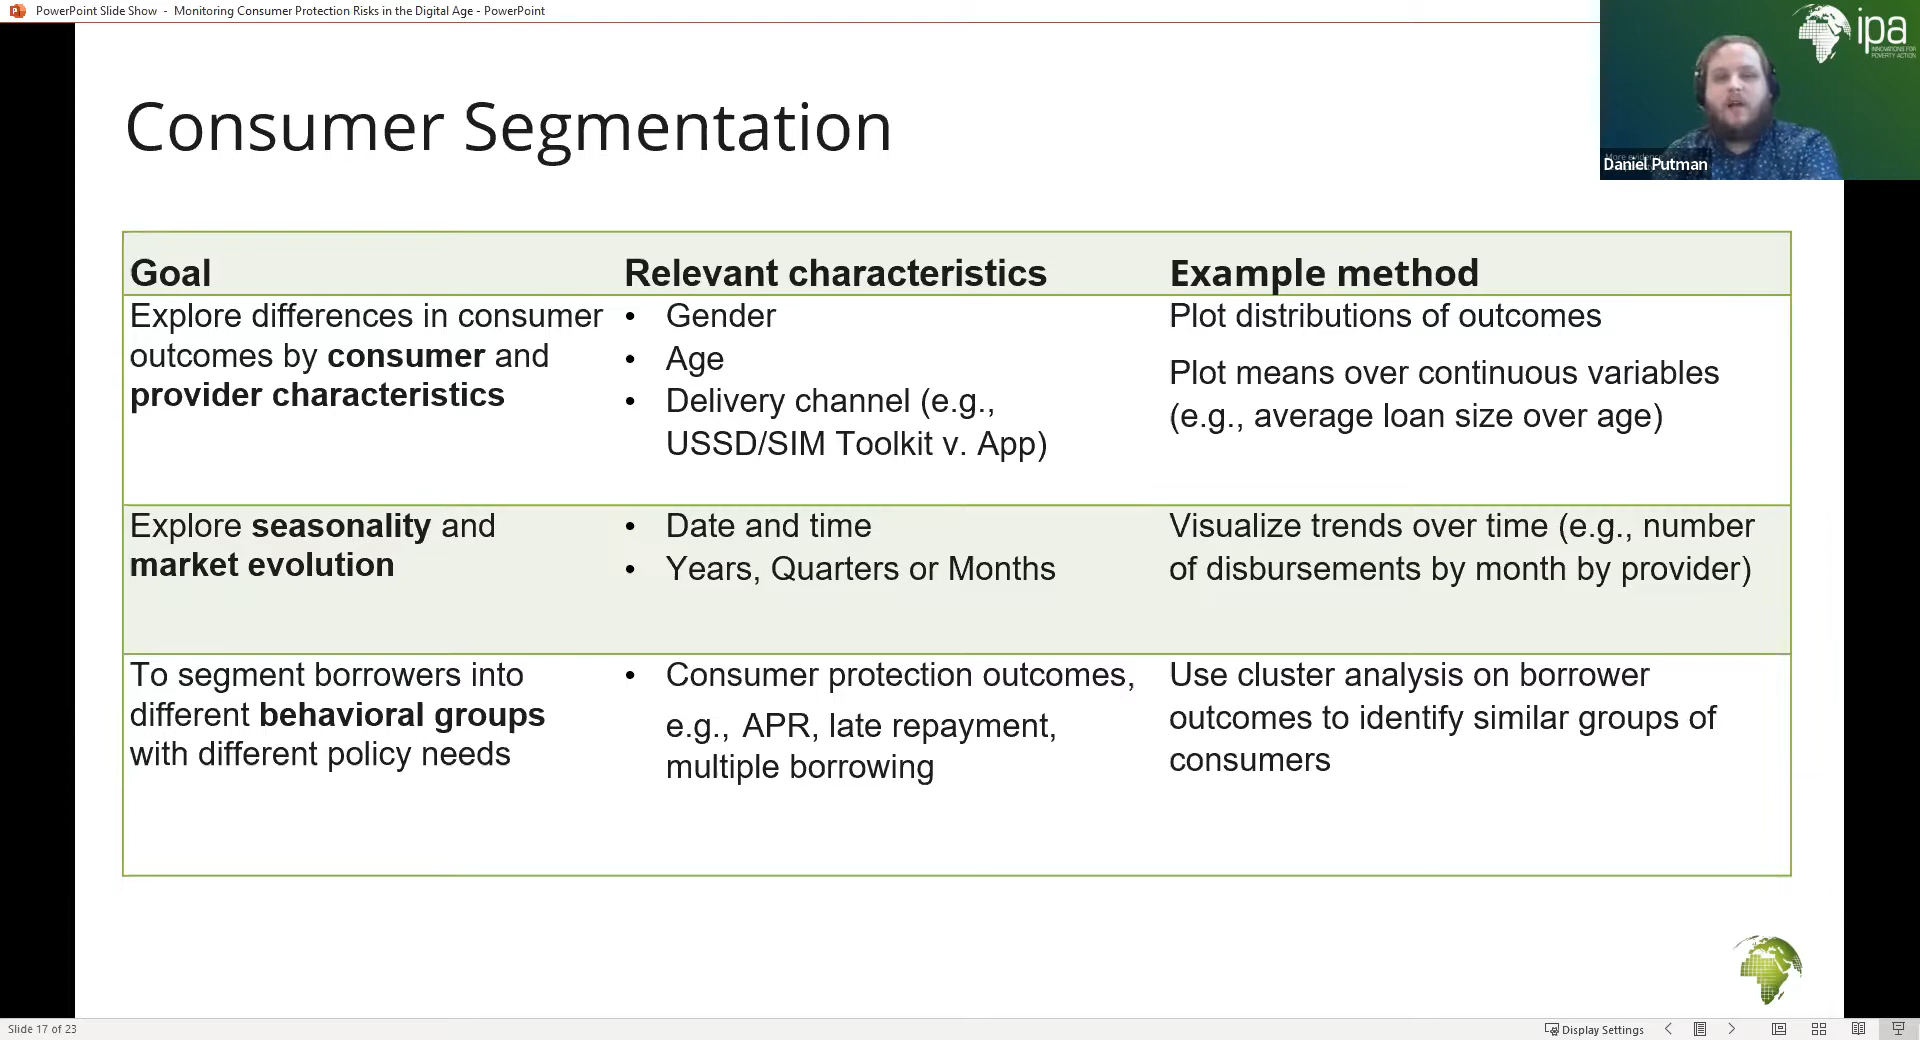 PowerPoint Slide Show - Monitoring Consumer Protection Risks in the Digital Age - PowerPoint
ipa
INNOVATIONS FOR
POVERTY ACTION
Daniel Putman
Consumer Segmentation
Goal
Relevant characteristics
Example method
Explore differences in consumer
outcomes by consumer and
provider characteristics
• Gender
• Age
• Delivery channel (e.g.,
USSD/SIM Toolkit v. App)
Plot distributions of outcomes
Plot means over continuous variables
(e.g., average loan size over age)
Explore seasonality and
market evolution
• Date and time
• Years, Quarters or Months
Visualize trends over time (e.g., number
of disbursements by month by provider)
To segment borrowers into
different behavioral groups
with different policy needs
• Consumer protection outcomes,
e.g., APR, late repayment,
multiple borrowing
Use cluster analysis on borrower
outcomes to identify similar groups of
consumers
Slide 17 of 23
Display Settings